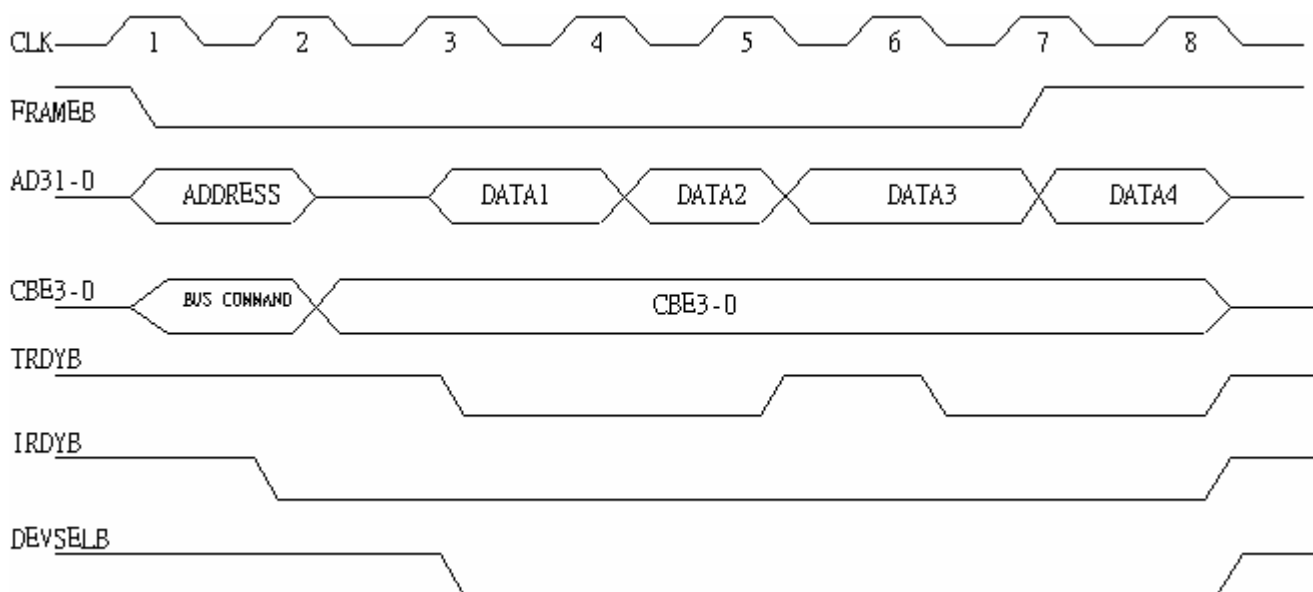 CLK 1 2 3 4 5 6 7 8
FRAMEB
AD31-0 ADDRESS DATA1 DATA2 DATA3 DATA4
CBE3-0 BUS COMMAND CBE3-0
TRDYB
IRDYB
DEVSELB